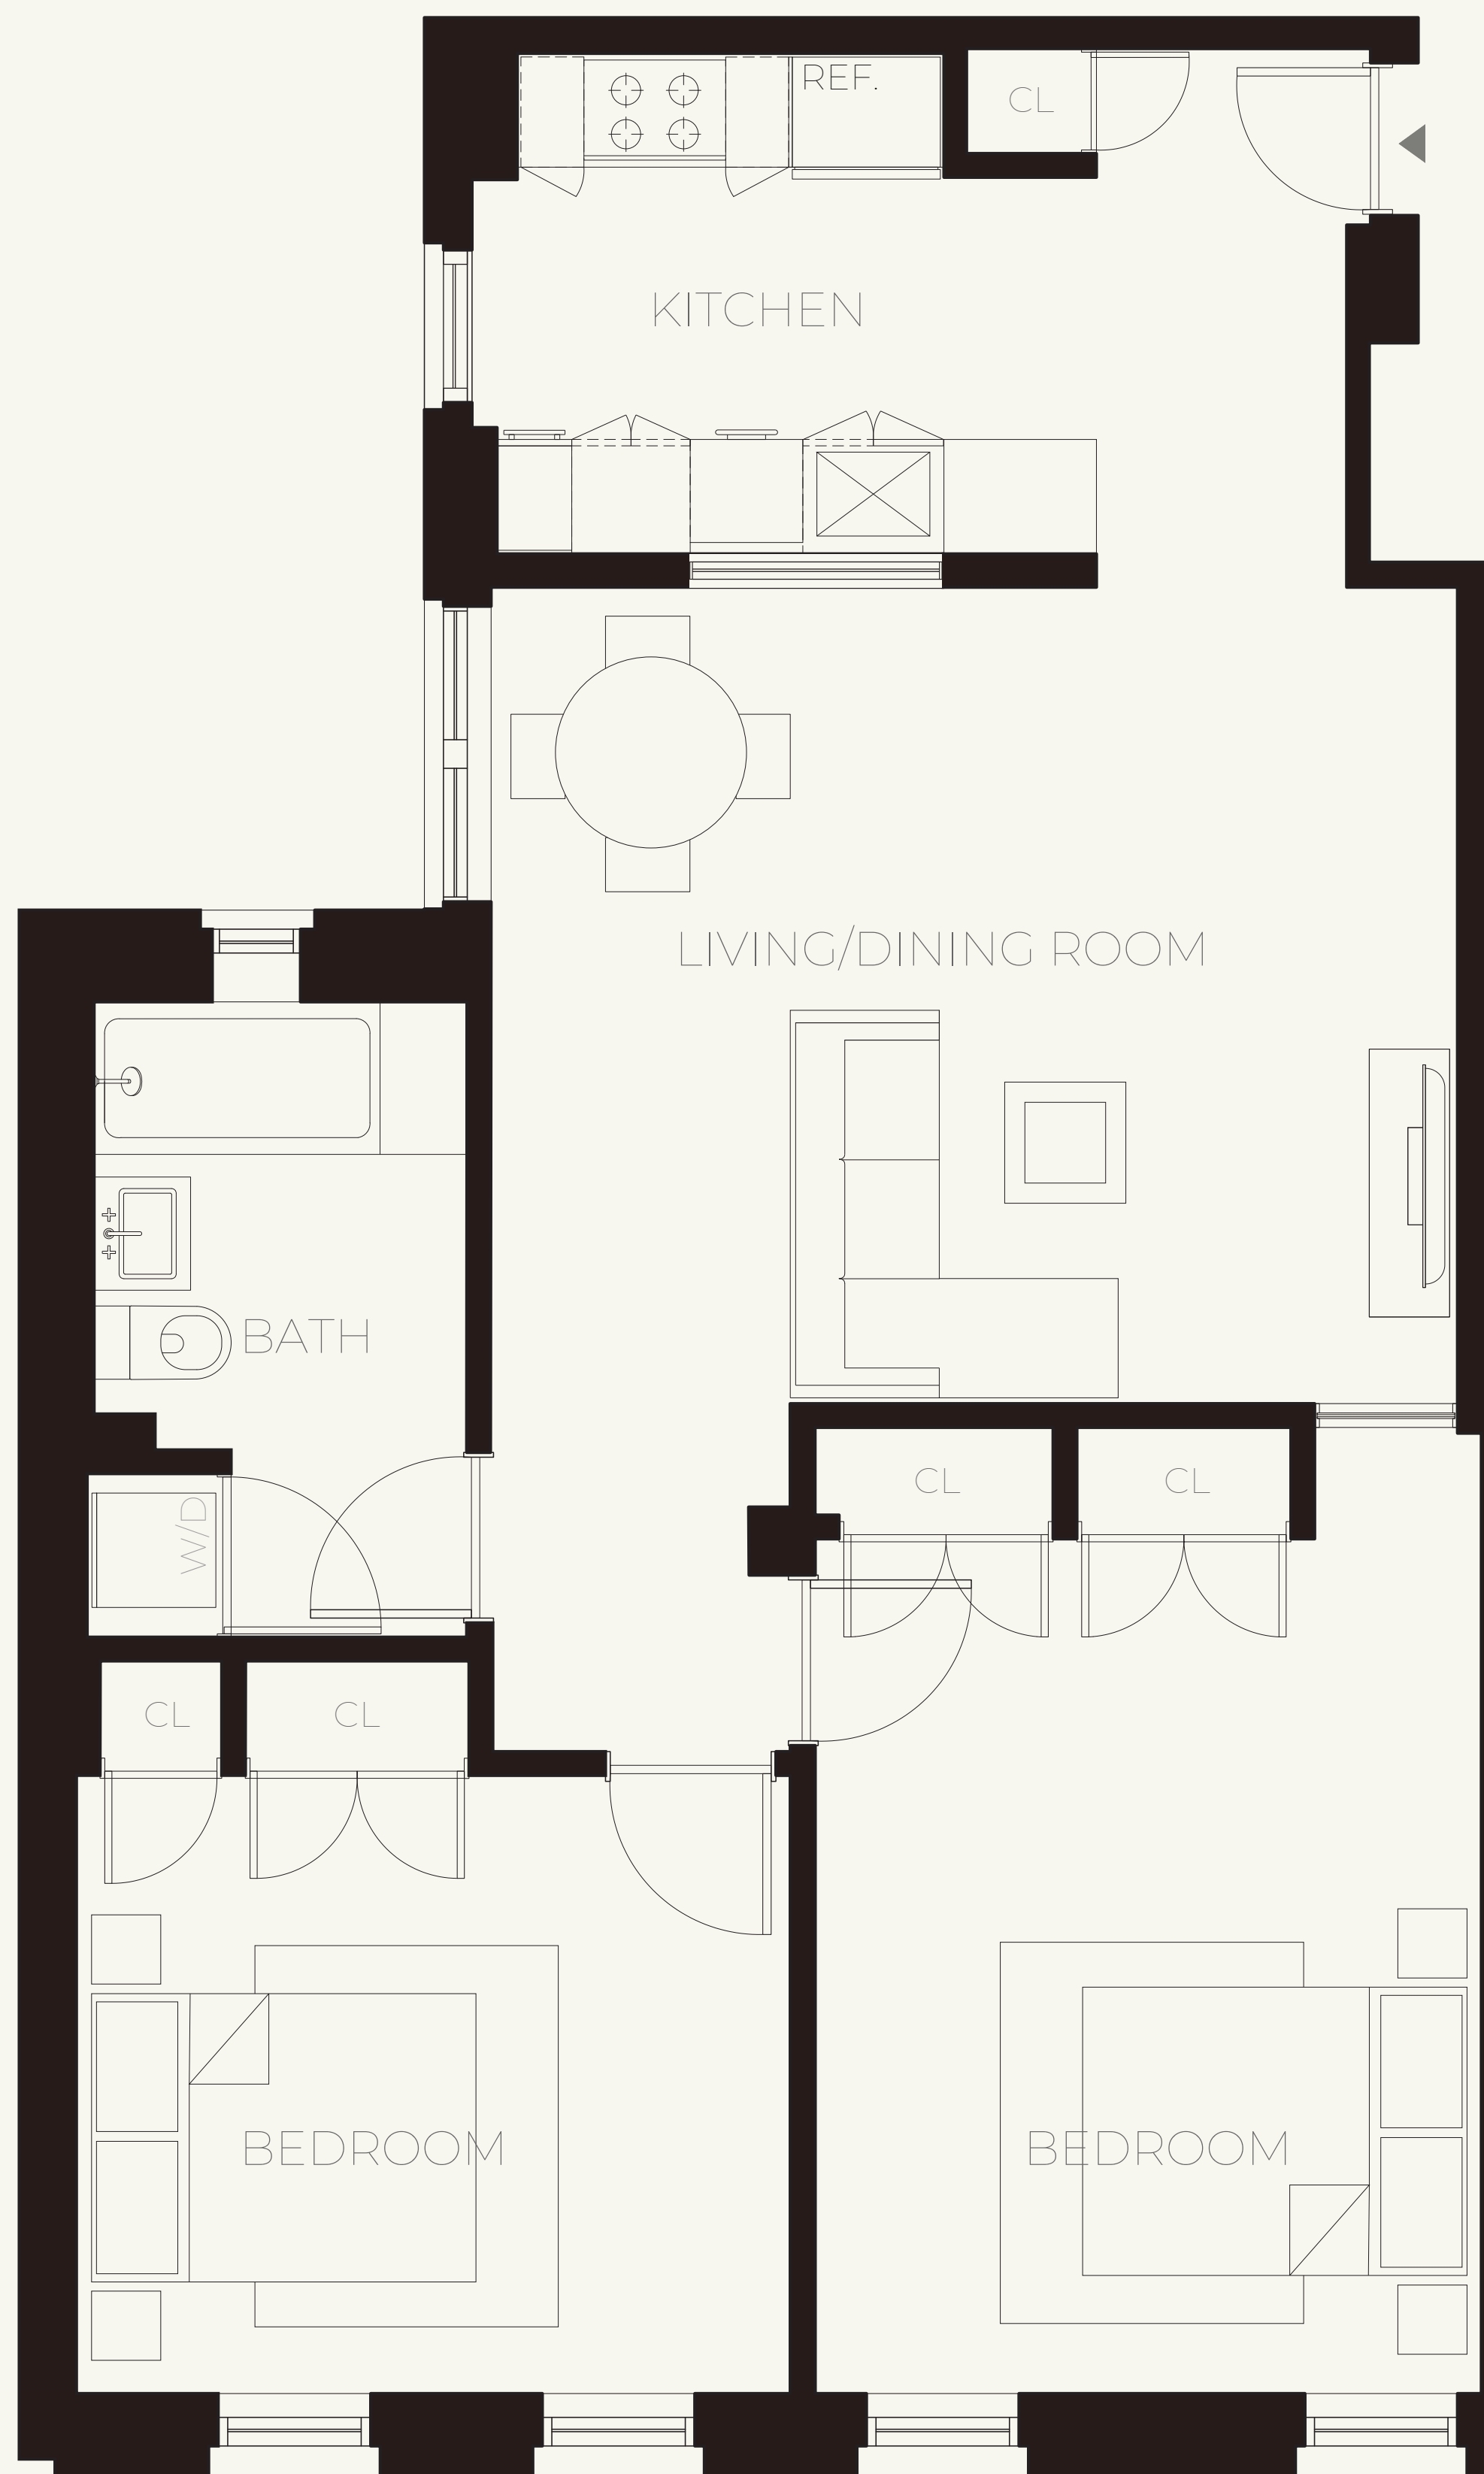 REF.
CL
KITCHEN
LIVING/DINING ROOM
BATH
CL
CL
W/D
CL
CL
BEDROOM
BEDROOM